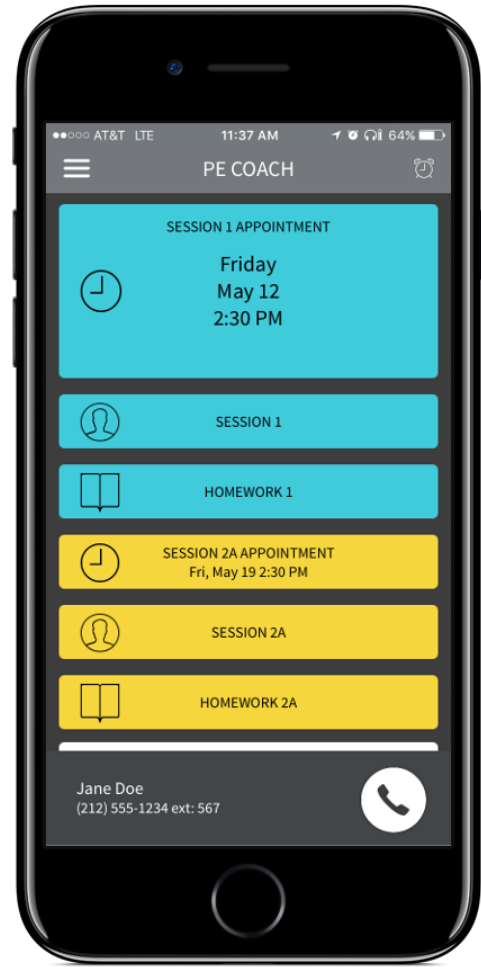 AT&T LTE 11:37 AM 64%
PE COACH
SESSION 1 APPOINTMENT
Friday
May 12
2:30 PM
SESSION 1
HOMEWORK 1
SESSION 2A APPOINTMENT
Fri, May 19 2:30 PM
SESSION 2A
HOMEWORK 2A
Jane Doe
(212) 555-1234 ext: 567